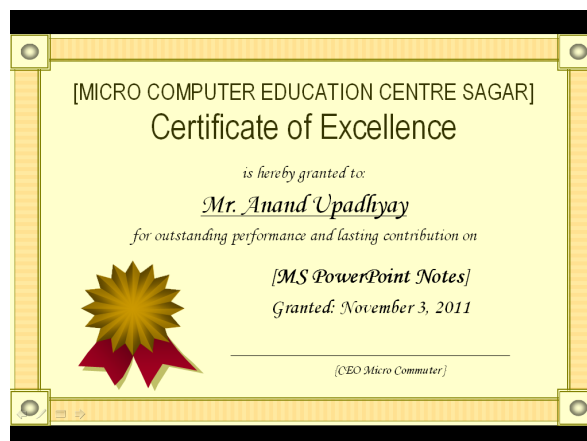 [MICRO COMPUTER EDUCATION CENTRE SAGAR]
Certificate of Excellence
is hereby granted to:
Mr. Anand Upadhyay
for outstanding performance and lasting contribution on
[MS PowerPoint Notes]
Granted: November 3, 2011
[CEO Micro Commuter]